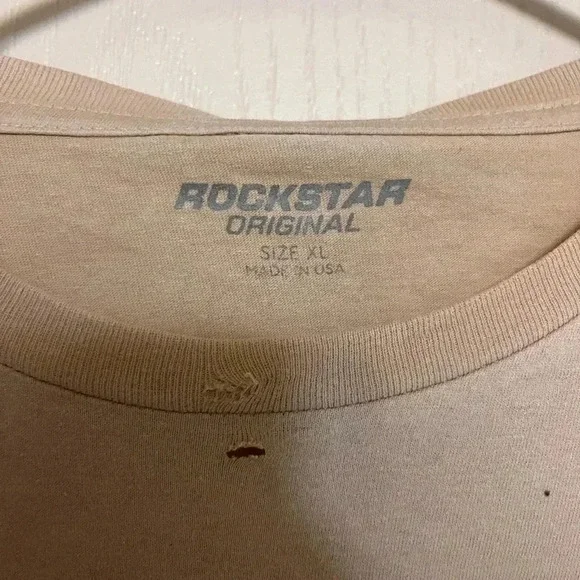 ROCKSTAR
ORIGINAL
SIZE XL
MADE IN USA